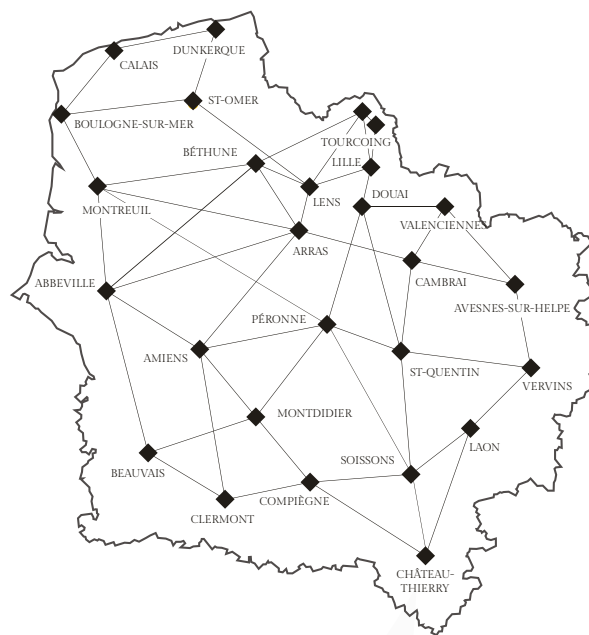 DUNKERQUE
CALAIS
ST-OMER
BOULOGNE-SUR-MER
TOURCOING
BÉTHUNE
LILLE
DOUAI
LENS
MONTREUIL
VALENCIENNES
ARRAS
ABBEVILLE
CAMBRAI
AVESNES-SUR-HELPE
PÉRONNE
AMIENS
ST-QUENTIN
VERVINS
MONTDIDIER
LAON
SOISSONS
BEAUVAIS
COMPIÈGNE
CLERMONT
CHÂTEAU-
THIERRY